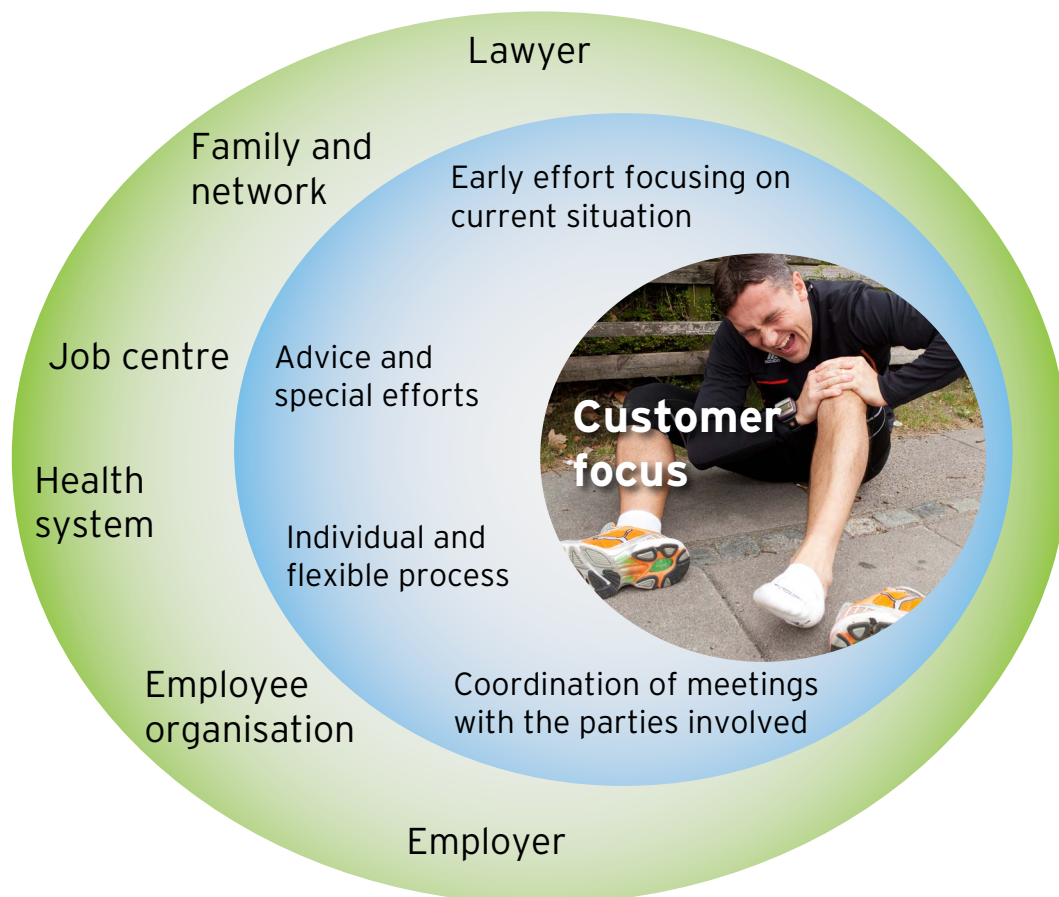 Lawyer
Family and
network
Early effort focusing on
current situation
Job centre
Advice and
special efforts
Customer
focus
Health
system
Individual and
flexible process
Employee
organisation
Coordination of meetings
with the parties involved
Employer